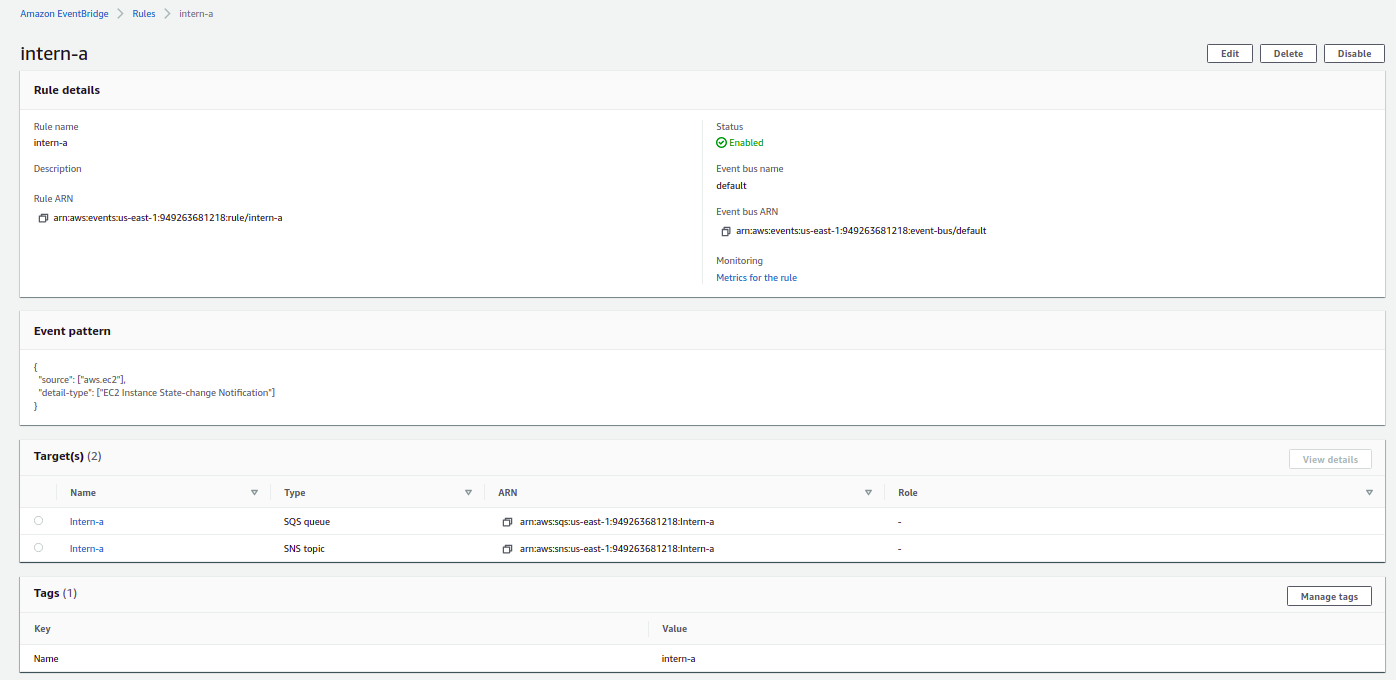 Amazon EventBridge > Rules > intern-a
intern-a
Edit Delete Disable
Rule details
Rule name
intern-a
Description
Rule ARN
arn:aws:events:us-east-1:949263681218:rule/intern-a
Status
Enabled
Event bus name
default
Event bus ARN
arn:aws:events:us-east-1:949263681218:event-bus/default
Monitoring
Metrics for the rule
Event pattern
{
"source": ["aws.ec2"],
"detail-type": ["EC2 Instance State-change Notification"]
}
Target(s) (2)
View details
Name Type ARN Role
Intern-a SQS queue arn:aws:sqs:us-east-1:949263681218:Intern-a -
Intern-a SNS topic arn:aws:sns:us-east-1:949263681218:Intern-a -
Tags (1)
Manage tags
Key Value
Name intern-a